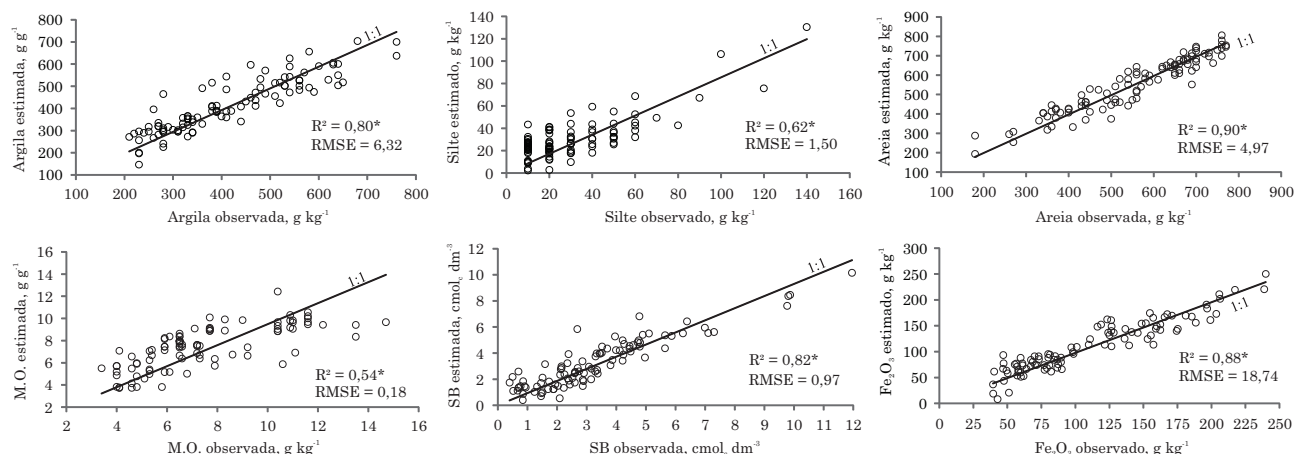 800
700
600
500
400
300
200
100
100 200 300 400 500 600 700 800
Argila estimada, g g⁻¹
Argila observada, g kg⁻¹
1:1
R² = 0,80*
RMSE = 6,32
140
120
100
80
60
40
20
0
0 20 40 60 80 100 120 140 160
Silte estimado, g kg⁻¹
Silte observado, g kg⁻¹
1:1
R² = 0,62*
RMSE = 1,50
900
800
700
600
500
400
300
200
100
100 200 300 400 500 600 700 800 900
Areia estimada, g kg⁻¹
Areia observada, g kg⁻¹
1:1
R² = 0,90*
RMSE = 4,97
16
14
12
10
8
6
4
2
2 4 6 8 10 12 14 16
M.O. estimada, g g⁻¹
M.O. observada, g kg⁻¹
1:1
R² = 0,54*
RMSE = 0,18
12
10
8
6
4
2
0
0 1 2 3 4 5 6 7 8 9 10 11 12
SB estimada, cmol_c dm⁻³
SB observada, cmol_c dm⁻³
1:1
R² = 0,82*
RMSE = 0,97
300
250
200
150
100
50
0
0 25 50 75 100 125 150 175 200 225 250
Fe₂O₃ estimado, g kg⁻¹
Fe₂O₃ observado, g kg⁻¹
1:1
R² = 0,88*
RMSE = 18,74